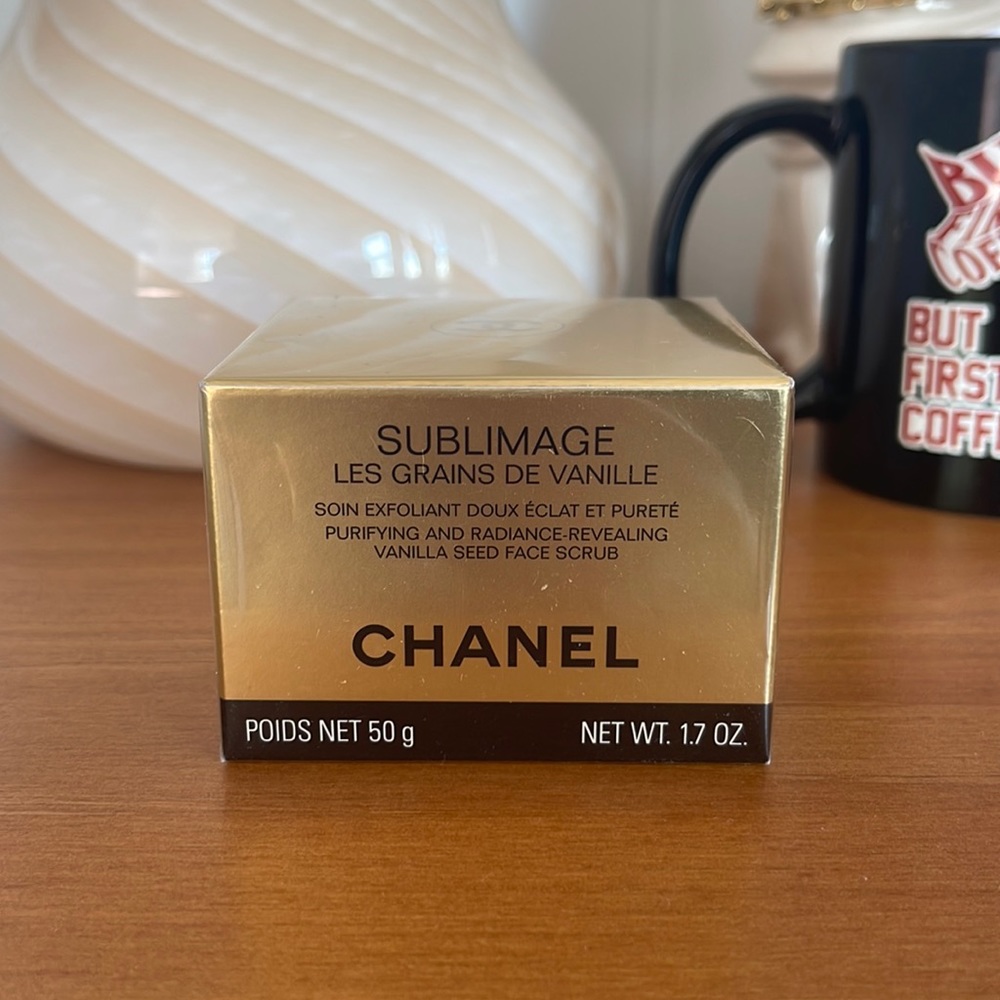 SUBLIMAGE
LES GRAINS DE VANILLE
SOIN EXFOLIANT DOUX ÉCLAT ET PURETÉ
PURIFYING AND RADIANCE-REVEALING
VANILLA SEED FACE SCRUB
CHANEL
POIDS NET 50 g NET WT. 1.7 OZ.
BUT
FIRST